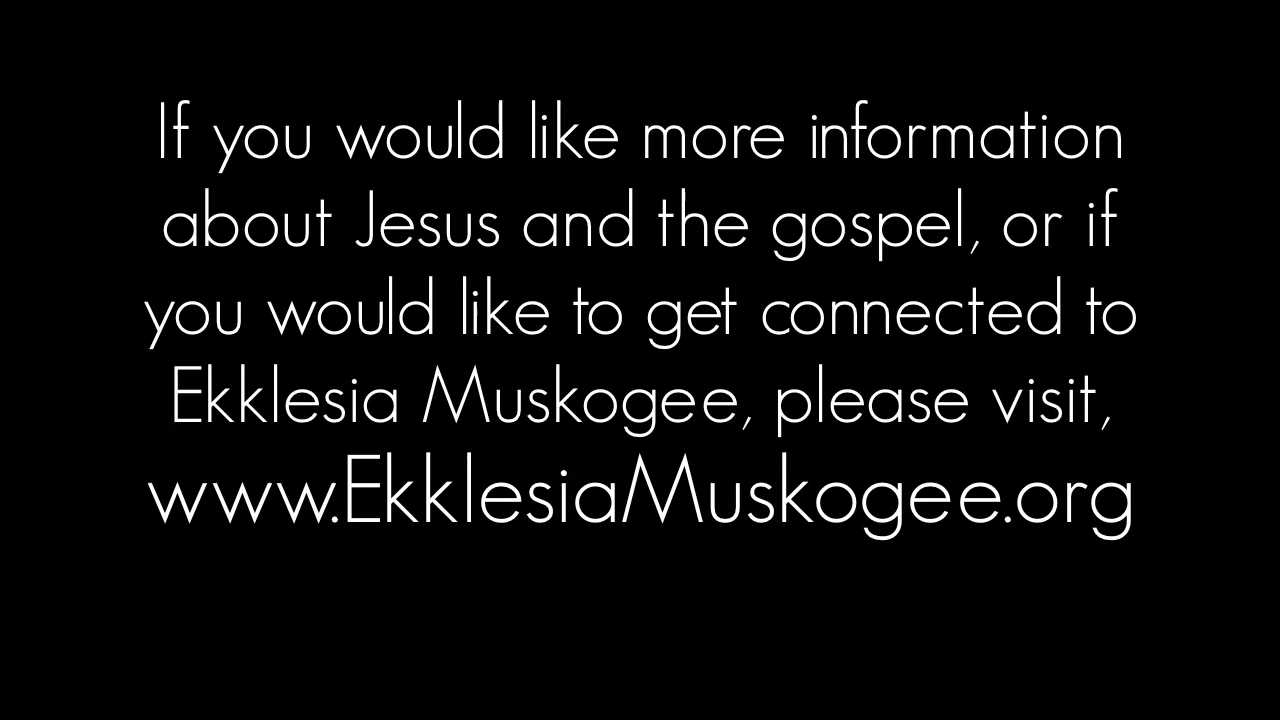 If you would like more information
about Jesus and the gospel, or if
you would like to get connected to
Ekklesia Muskogee, please visit,
www.EkklesiaMuskogee.org